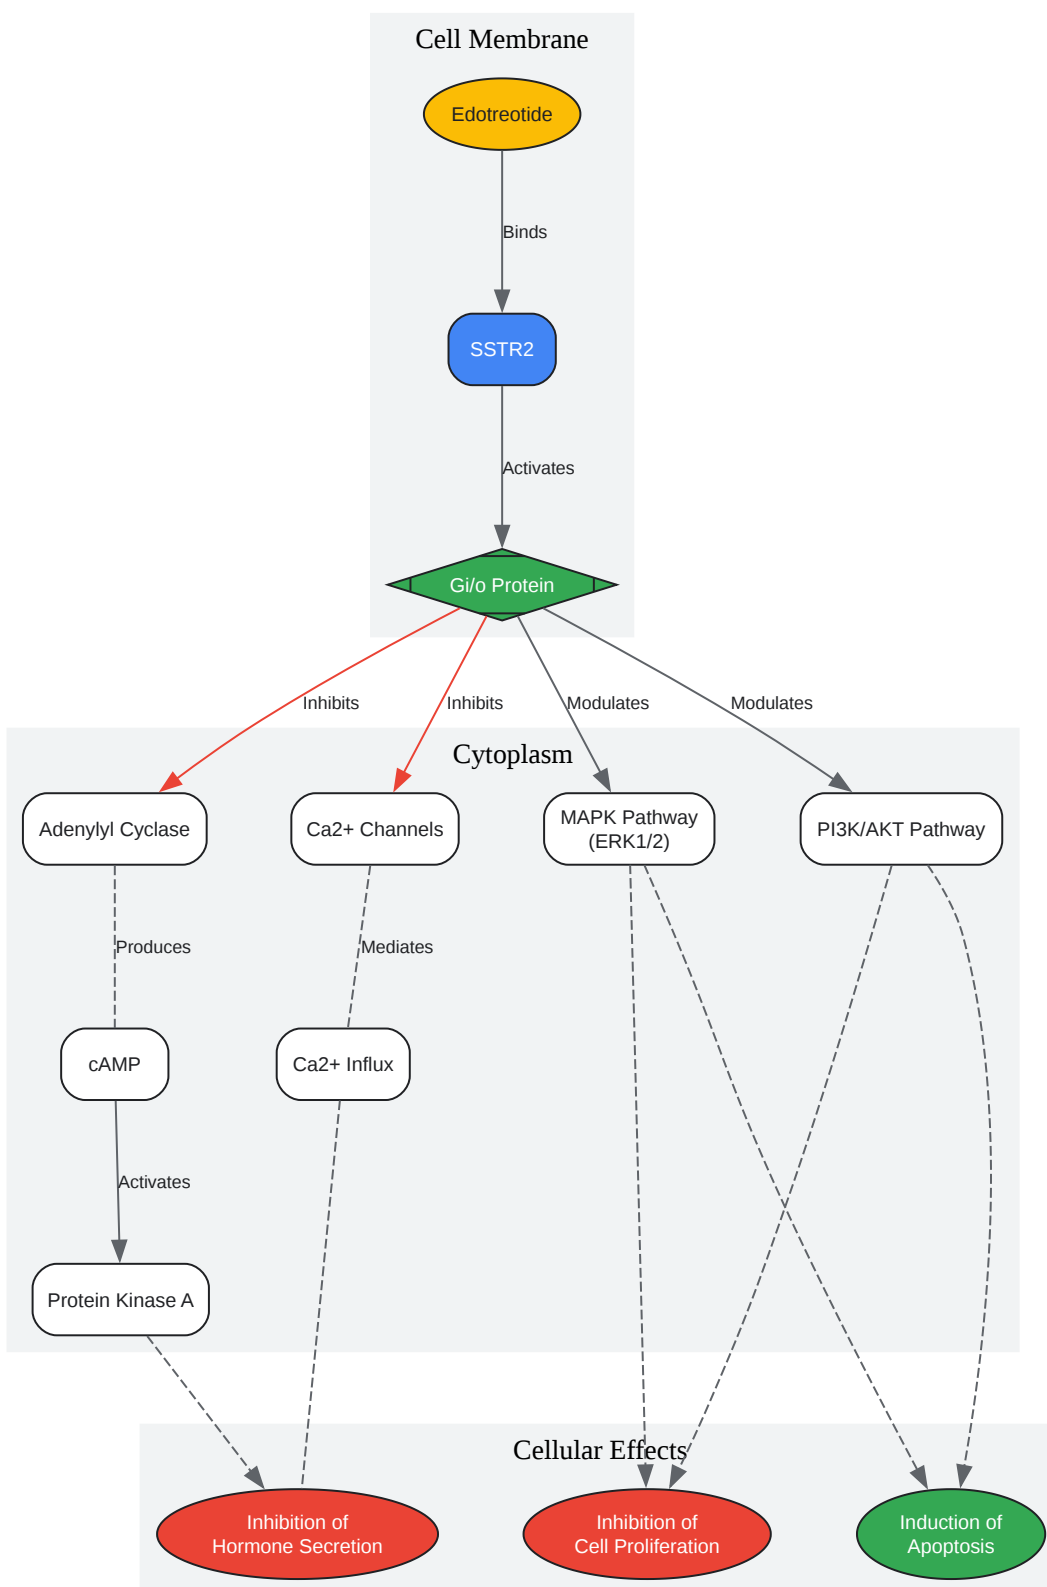 Cell Membrane
Edotreotide
Binds
SSTR2
Activates
Gi/o Protein
Inhibits
Inhibits
Modulates
Modulates
Cytoplasm
Adenylyl Cyclase
Ca2+ Channels
MAPK Pathway
(ERK1/2)
PI3K/AKT Pathway
Produces
Mediates
cAMP
Ca2+ Influx
Activates
Protein Kinase A
Cellular Effects
Inhibition of
Hormone Secretion
Inhibition of
Cell Proliferation
Induction of
Apoptosis